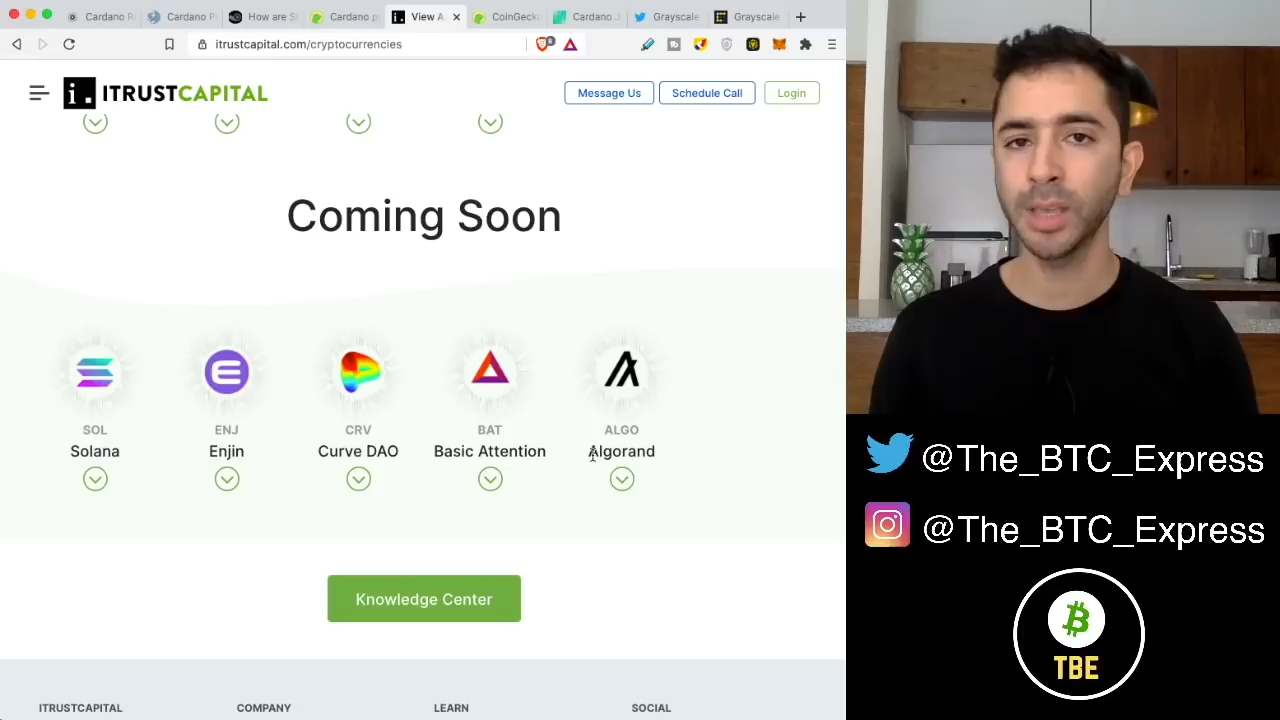 Cardano R
Cardano P
How are S
Cardano p
View A
CoinGeck
Cardano J
Grayscale
Grayscale
itrustcapital.com/cryptocurrencies
6
i. ITRUSTCAPITAL
Message Us
Schedule Call
Login
Coming Soon
SOL
ENJ
CRV
BAT
ALGO
Solana
Enjin
Curve DAO
Basic Attention
Algorand
Knowledge Center
ITRUSTCAPITAL
COMPANY
LEARN
SOCIAL
@The_BTC_Express
@The_BTC_Express
TBE